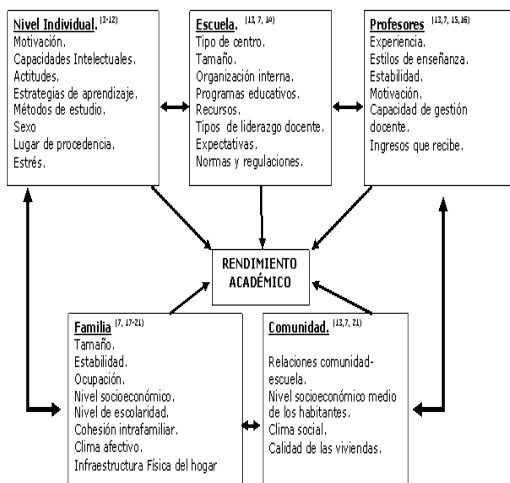 Nivel Individual. (3-12)
Motivación.
Capacidades Intelectuales.
Actitudes.
Estrategias de aprendizaje.
Métodos de estudio.
Sexo
Lugar de procedencia.
Estrés.
Escuela. (13, 7, 14)
Tipo de centro.
Tamaño.
Organización interna.
Programas educativos.
Recursos.
Tipos de liderazgo docente.
Expectativas.
Normas y regulaciones.
Profesores (13, 7, 15, 16)
Experiencia.
Estilos de enseñanza.
Estabilidad.
Motivación.
Capacidad de gestión
docente.
Ingresos que recibe.
RENDIMIENTO
ACADÉMICO
Familia (7, 17-21)
Tamaño.
Estabilidad.
Ocupación.
Nivel socioeconómico.
Nivel de escolaridad.
Cohesión intrafamiliar.
Clima afectivo.
Infraestructura Física del hogar
Comunidad. (13, 7, 21)
Relaciones comunidad-
escuela.
Nivel socioeconómico medio
de los habitantes.
Clima social.
Calidad de las viviendas.